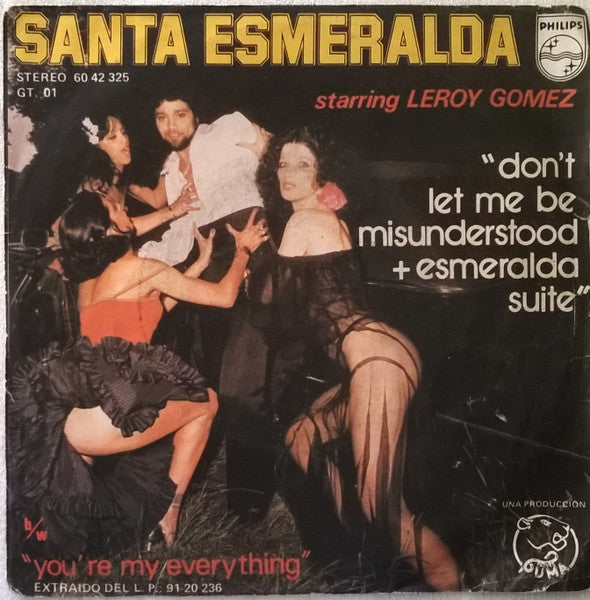 SANTA ESMERALDA
PHILIPS
STEREO 60 42 325
GT. 01
starring LEROY GOMEZ
"don't
let me be
misunderstood
+ esmeralda
suite"
UNA PRODUCCION
PUMA
b/w
"you're my everything"
EXTRAIDO DEL L. P.: 91 20 236